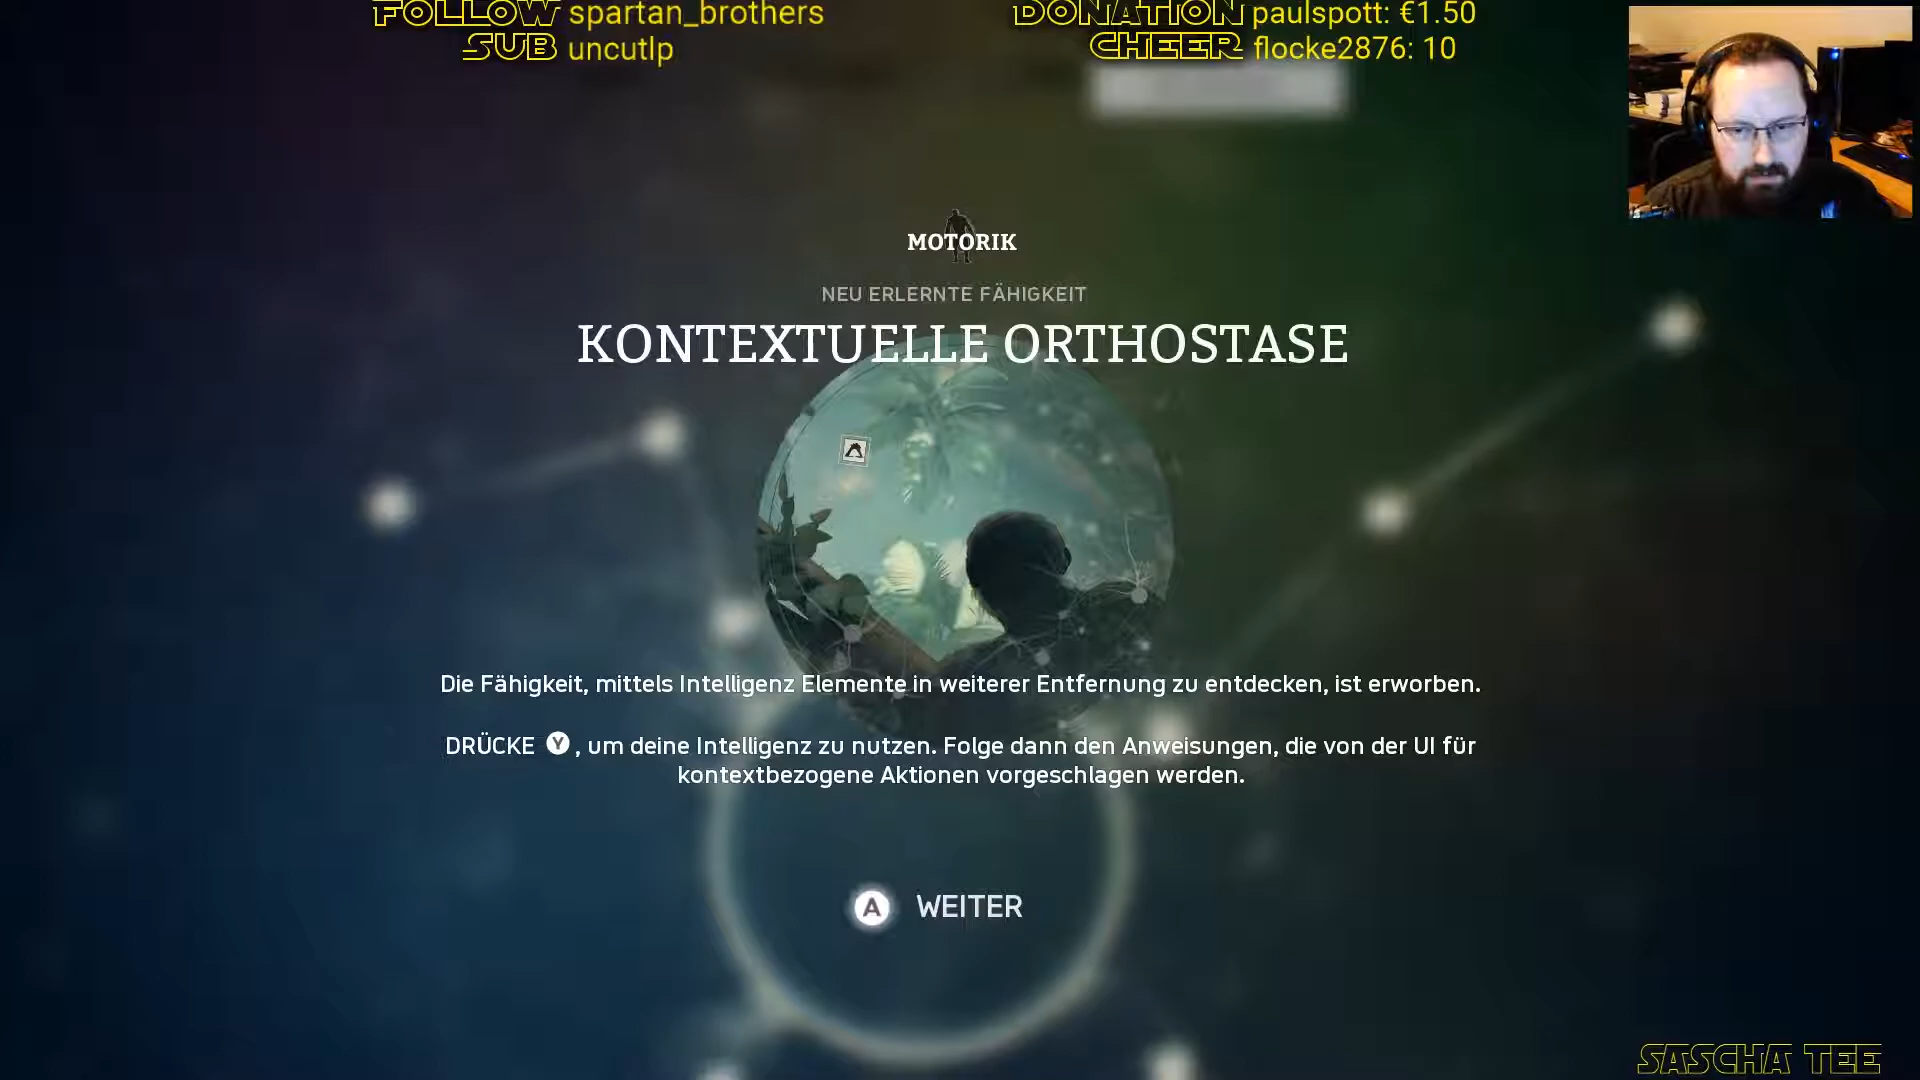 FOLLOW spartan_brothers
SUB uncutlp
DONATION paulspott: €1.50
CHEER flocke2876: 10
MOTORIK
NEU ERLERNTE FÄHIGKEIT
KONTEXTUELLE ORTHOSTASE
Die Fähigkeit, mittels Intelligenz Elemente in weiterer Entfernung zu entdecken, ist erworben.
DRÜCKE Y, um deine Intelligenz zu nutzen. Folge dann den Anweisungen, die von der UI für
kontextbezogene Aktionen vorgeschlagen werden.
A WEITER
SASCHA TEE